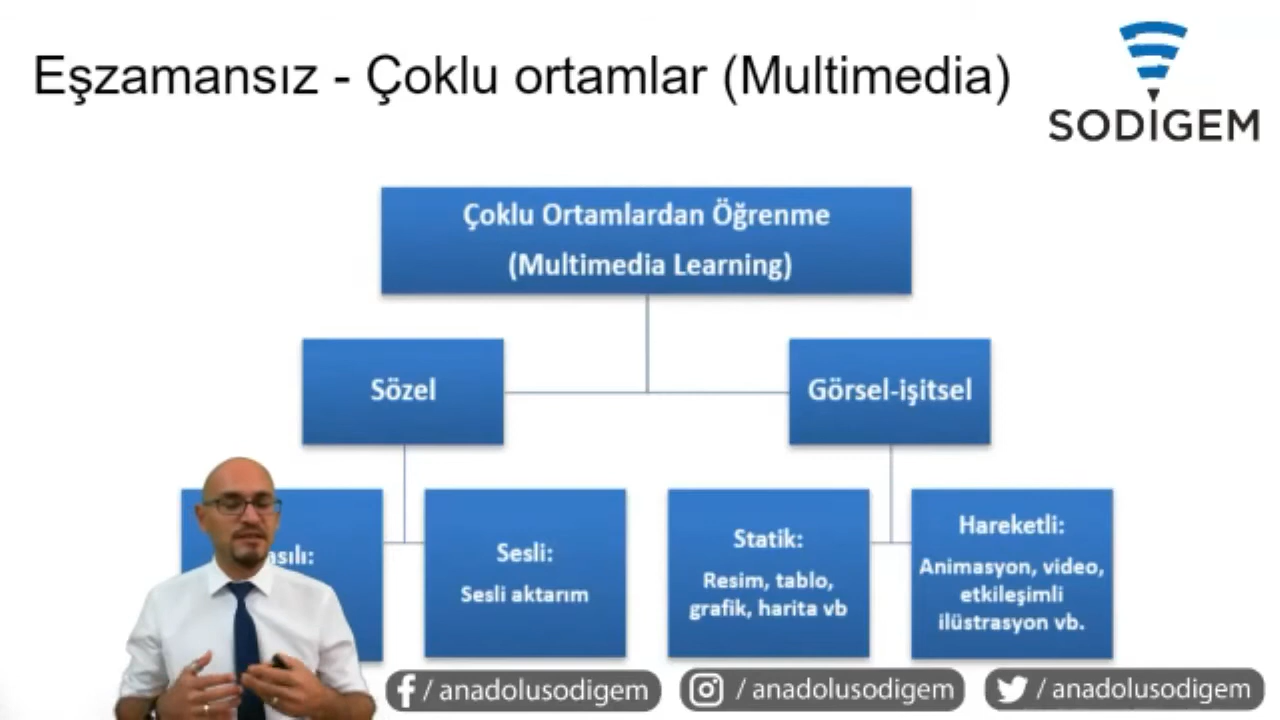 Eşzamansız - Çoklu ortamlar (Multimedia)
SODİGEM
Çoklu Ortamlardan Öğrenme
(Multimedia Learning)
Sözel
Görsel-işitsel
Sesli:
Sesli aktarım
Statik:
Resim, tablo,
grafik, harita vb
Hareketli:
Animasyon, video,
etkileşimli
ilüstrasyon vb.
/ anadolusodigem
/ anadolusodigem
/ anadolusodigem